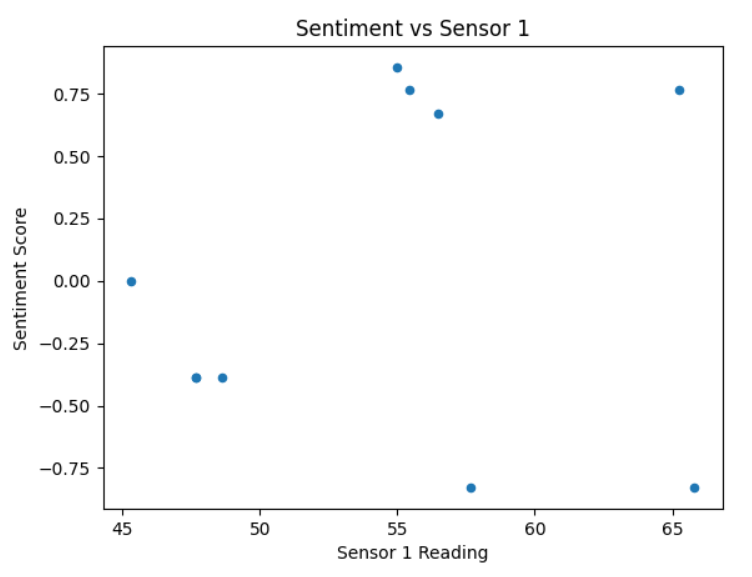 Sentiment vs Sensor 1
Sentiment Score
0.75
0.50
0.25
0.00
−0.25
−0.50
−0.75
45 50 55 60 65
Sensor 1 Reading